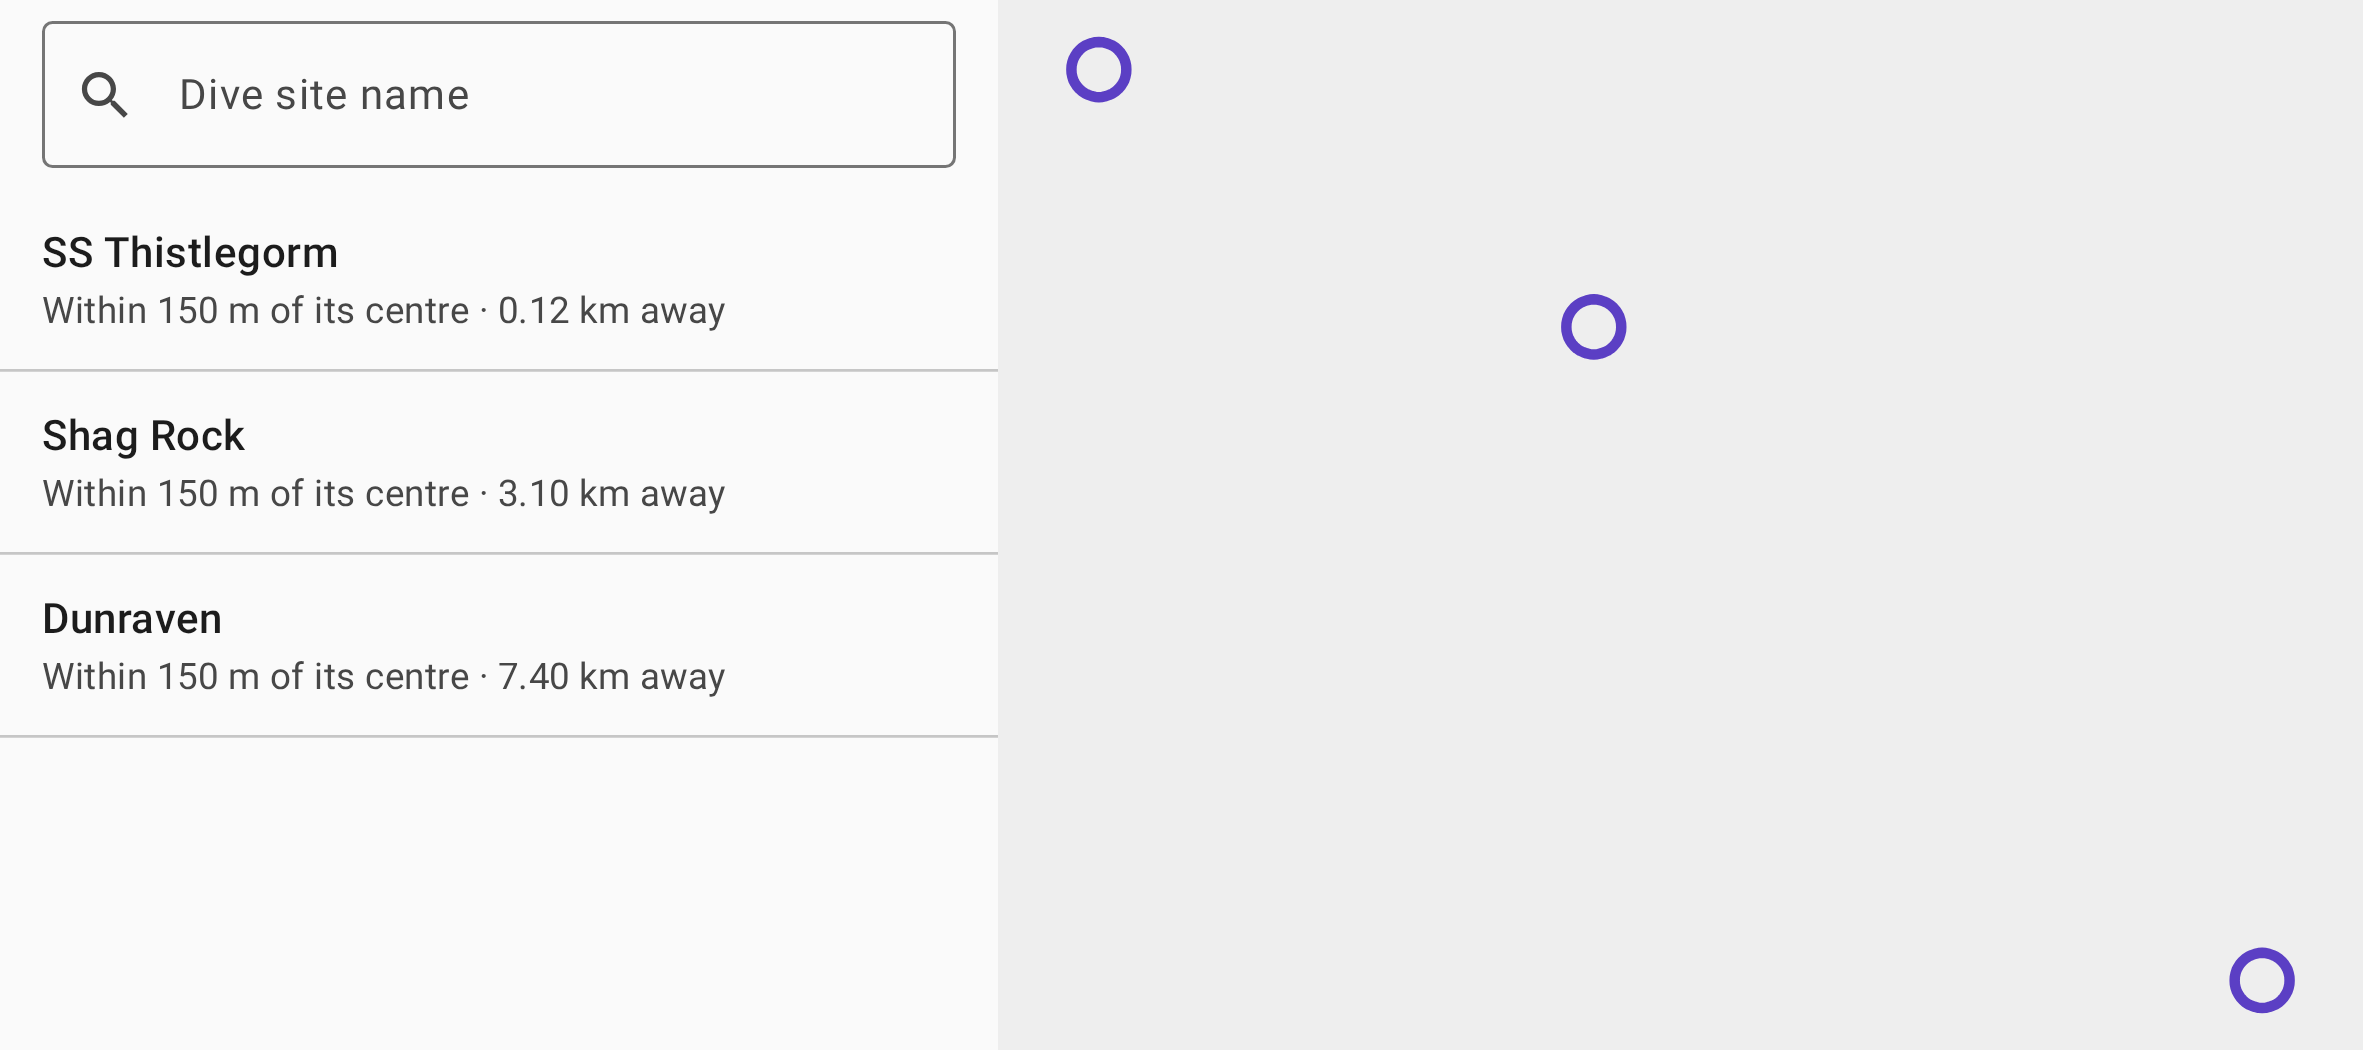 Dive site name
SS Thistlegorm
Within 150 m of its centre · 0.12 km away
Shag Rock
Within 150 m of its centre · 3.10 km away
Dunraven
Within 150 m of its centre · 7.40 km away